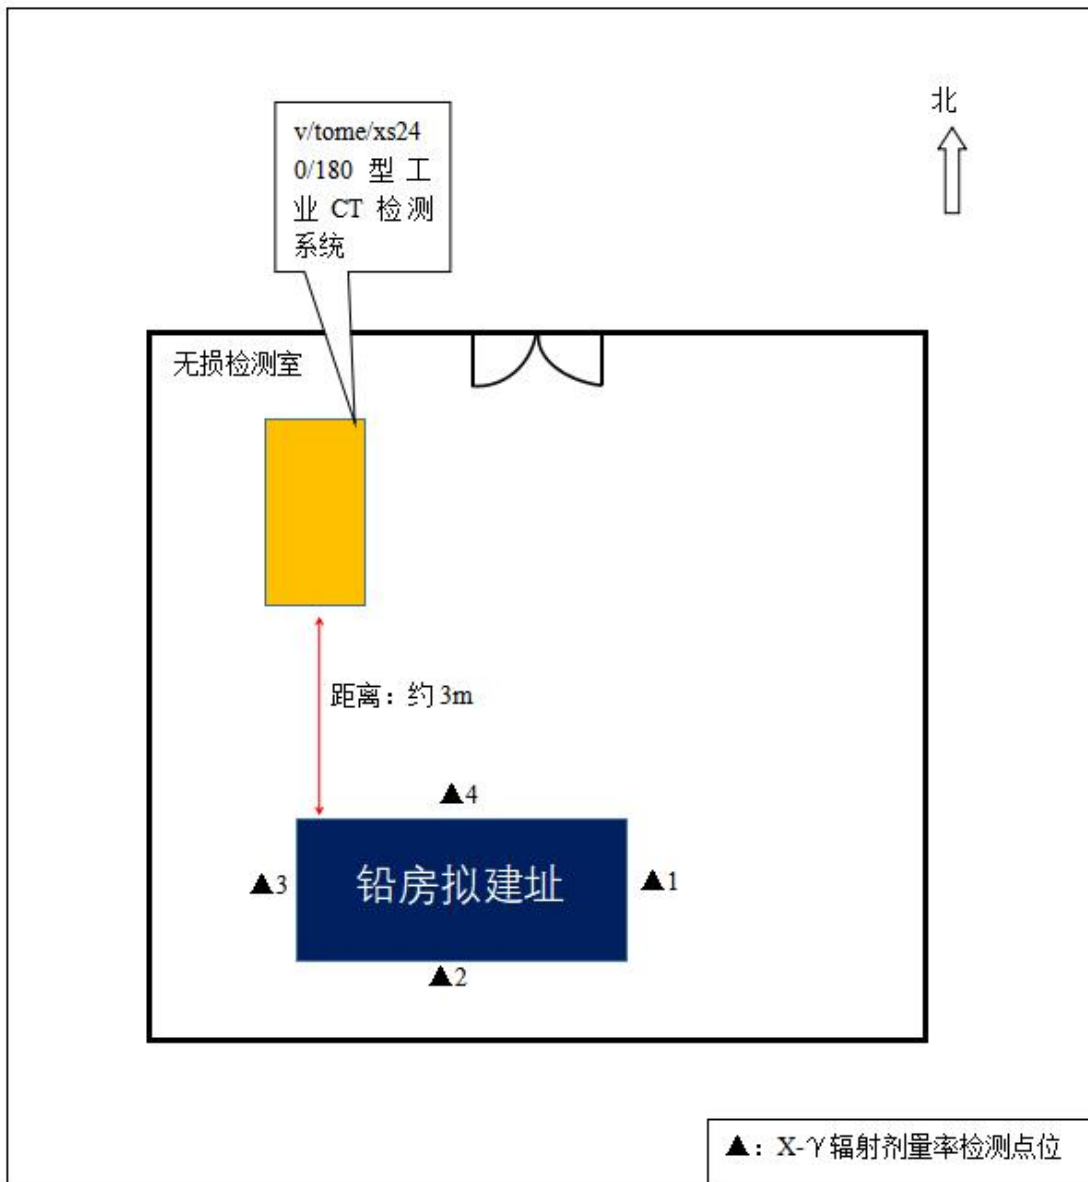 北
v/tome/xs24
0/180 型工
业 CT 检测
系统
无损检测室
距离：约 3m
▲4
▲3
铅房拟建址
▲1
▲2
▲：X-γ辐射剂量率检测点位